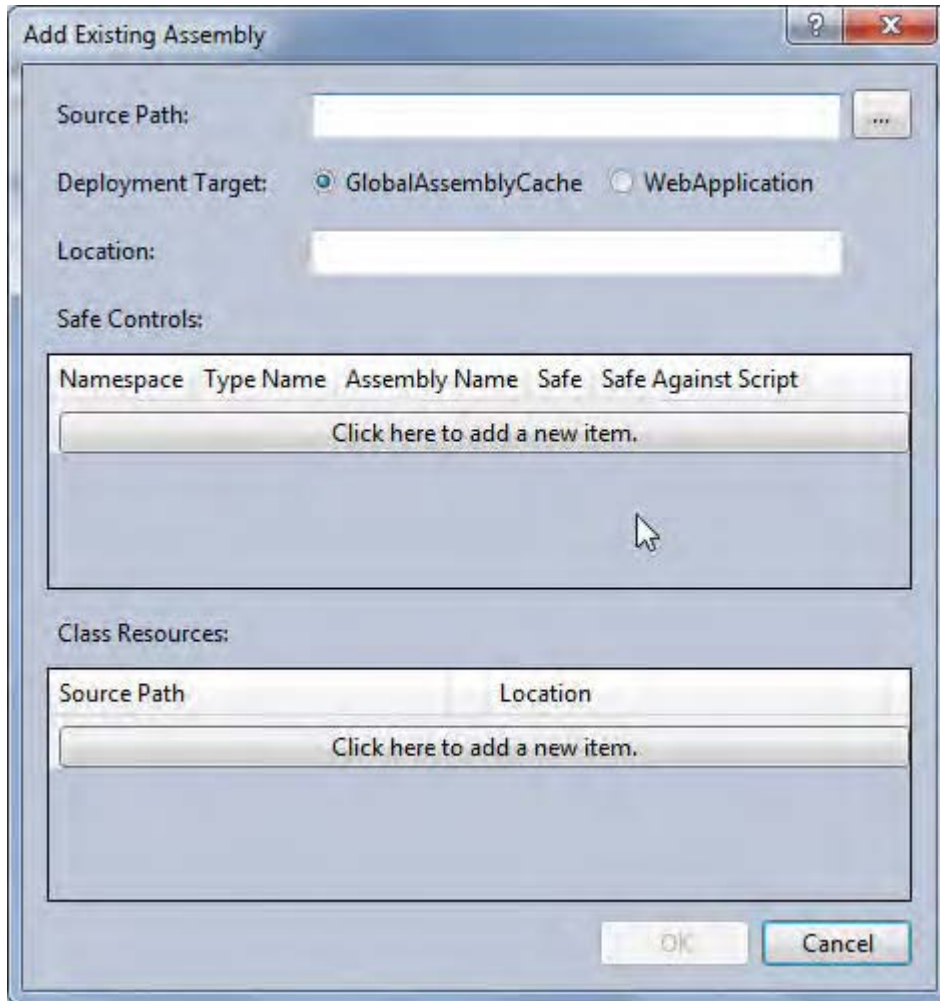 Add Existing Assembly ?
Source Path: ...
Deployment Target: GlobalAssemblyCache WebApplication
Location:
Safe Controls:
Namespace Type Name Assembly Name Safe Safe Against Script
Click here to add a new item.
Class Resources:
Source Path Location
Click here to add a new item.
OK Cancel